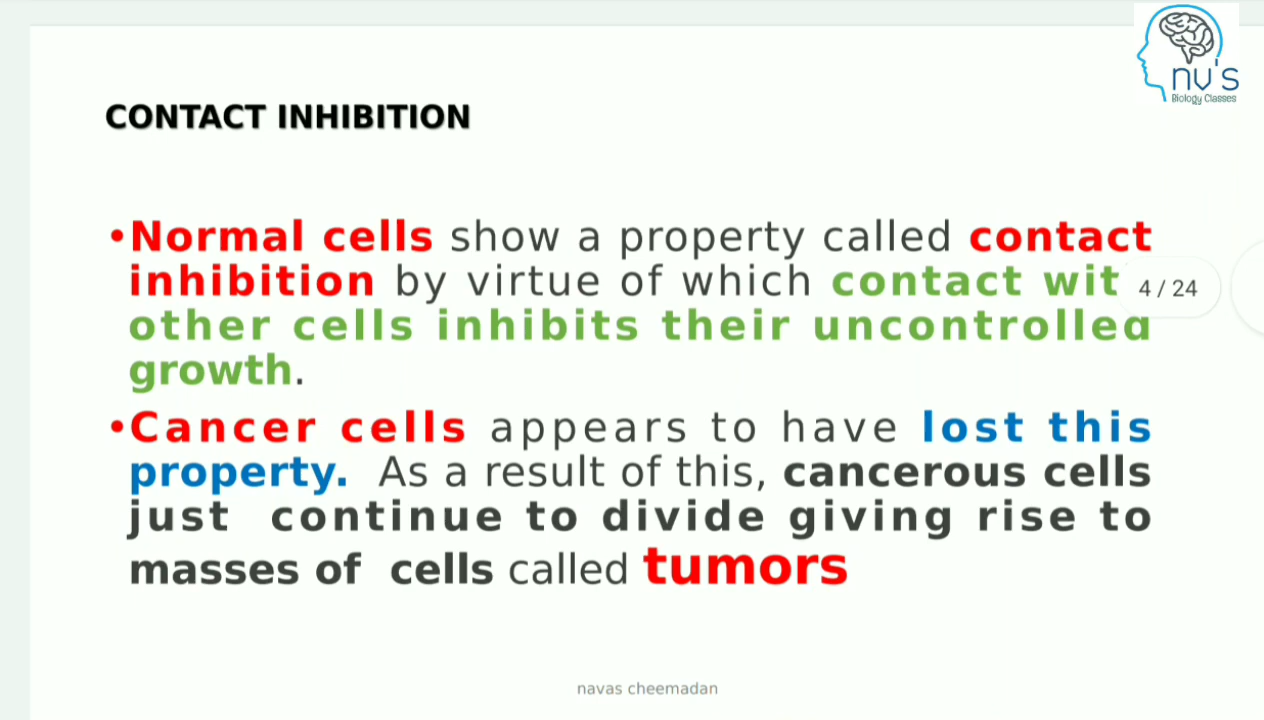 nv's
Biology Classes
CONTACT INHIBITION
•Normal cells show a property called contact
inhibition by virtue of which contact wit
4 / 24
other cells inhibits their uncontrolled
growth.
•Cancer cells appears to have lost this
property. As a result of this, cancerous cells
just continue to divide giving rise to
masses of cells called tumors
navas cheemadan